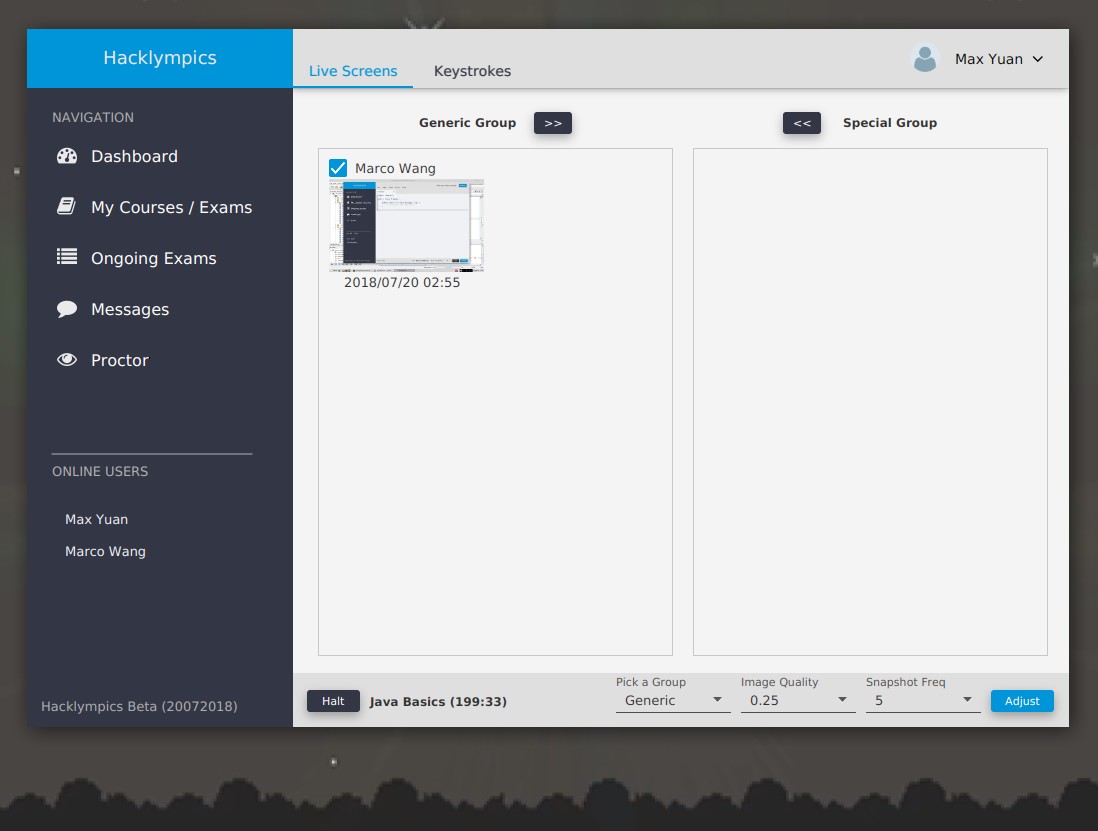 Hacklympics
Live Screens
Keystrokes
Max Yuan
NAVIGATION
Dashboard
My Courses / Exams
Ongoing Exams
Messages
Proctor
ONLINE USERS
Max Yuan
Marco Wang
Hacklympics Beta (20072018)
Generic Group
>>
<<
Special Group
Marco Wang
2018/07/20 02:55
Halt
Java Basics (199:33)
Pick a Group
Generic
Image Quality
0.25
Snapshot Freq
5
Adjust